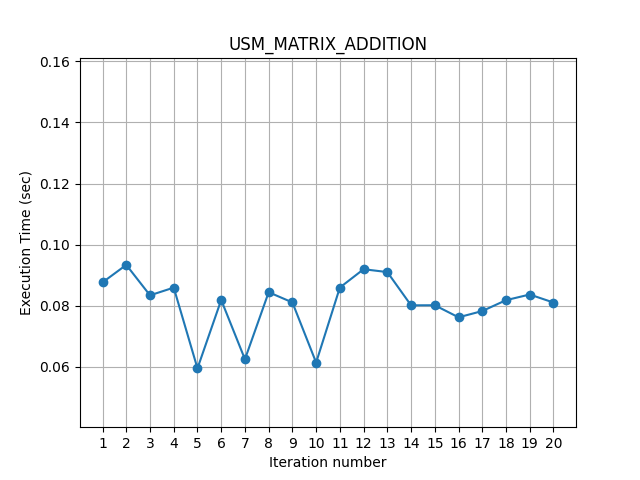 USM_MATRIX_ADDITION
0.16
0.14
0.12
0.10
0.08
0.06
Execution Time (sec)
1 2 3 4 5 6 7 8 9 10 11 12 13 14 15 16 17 18 19 20
Iteration number